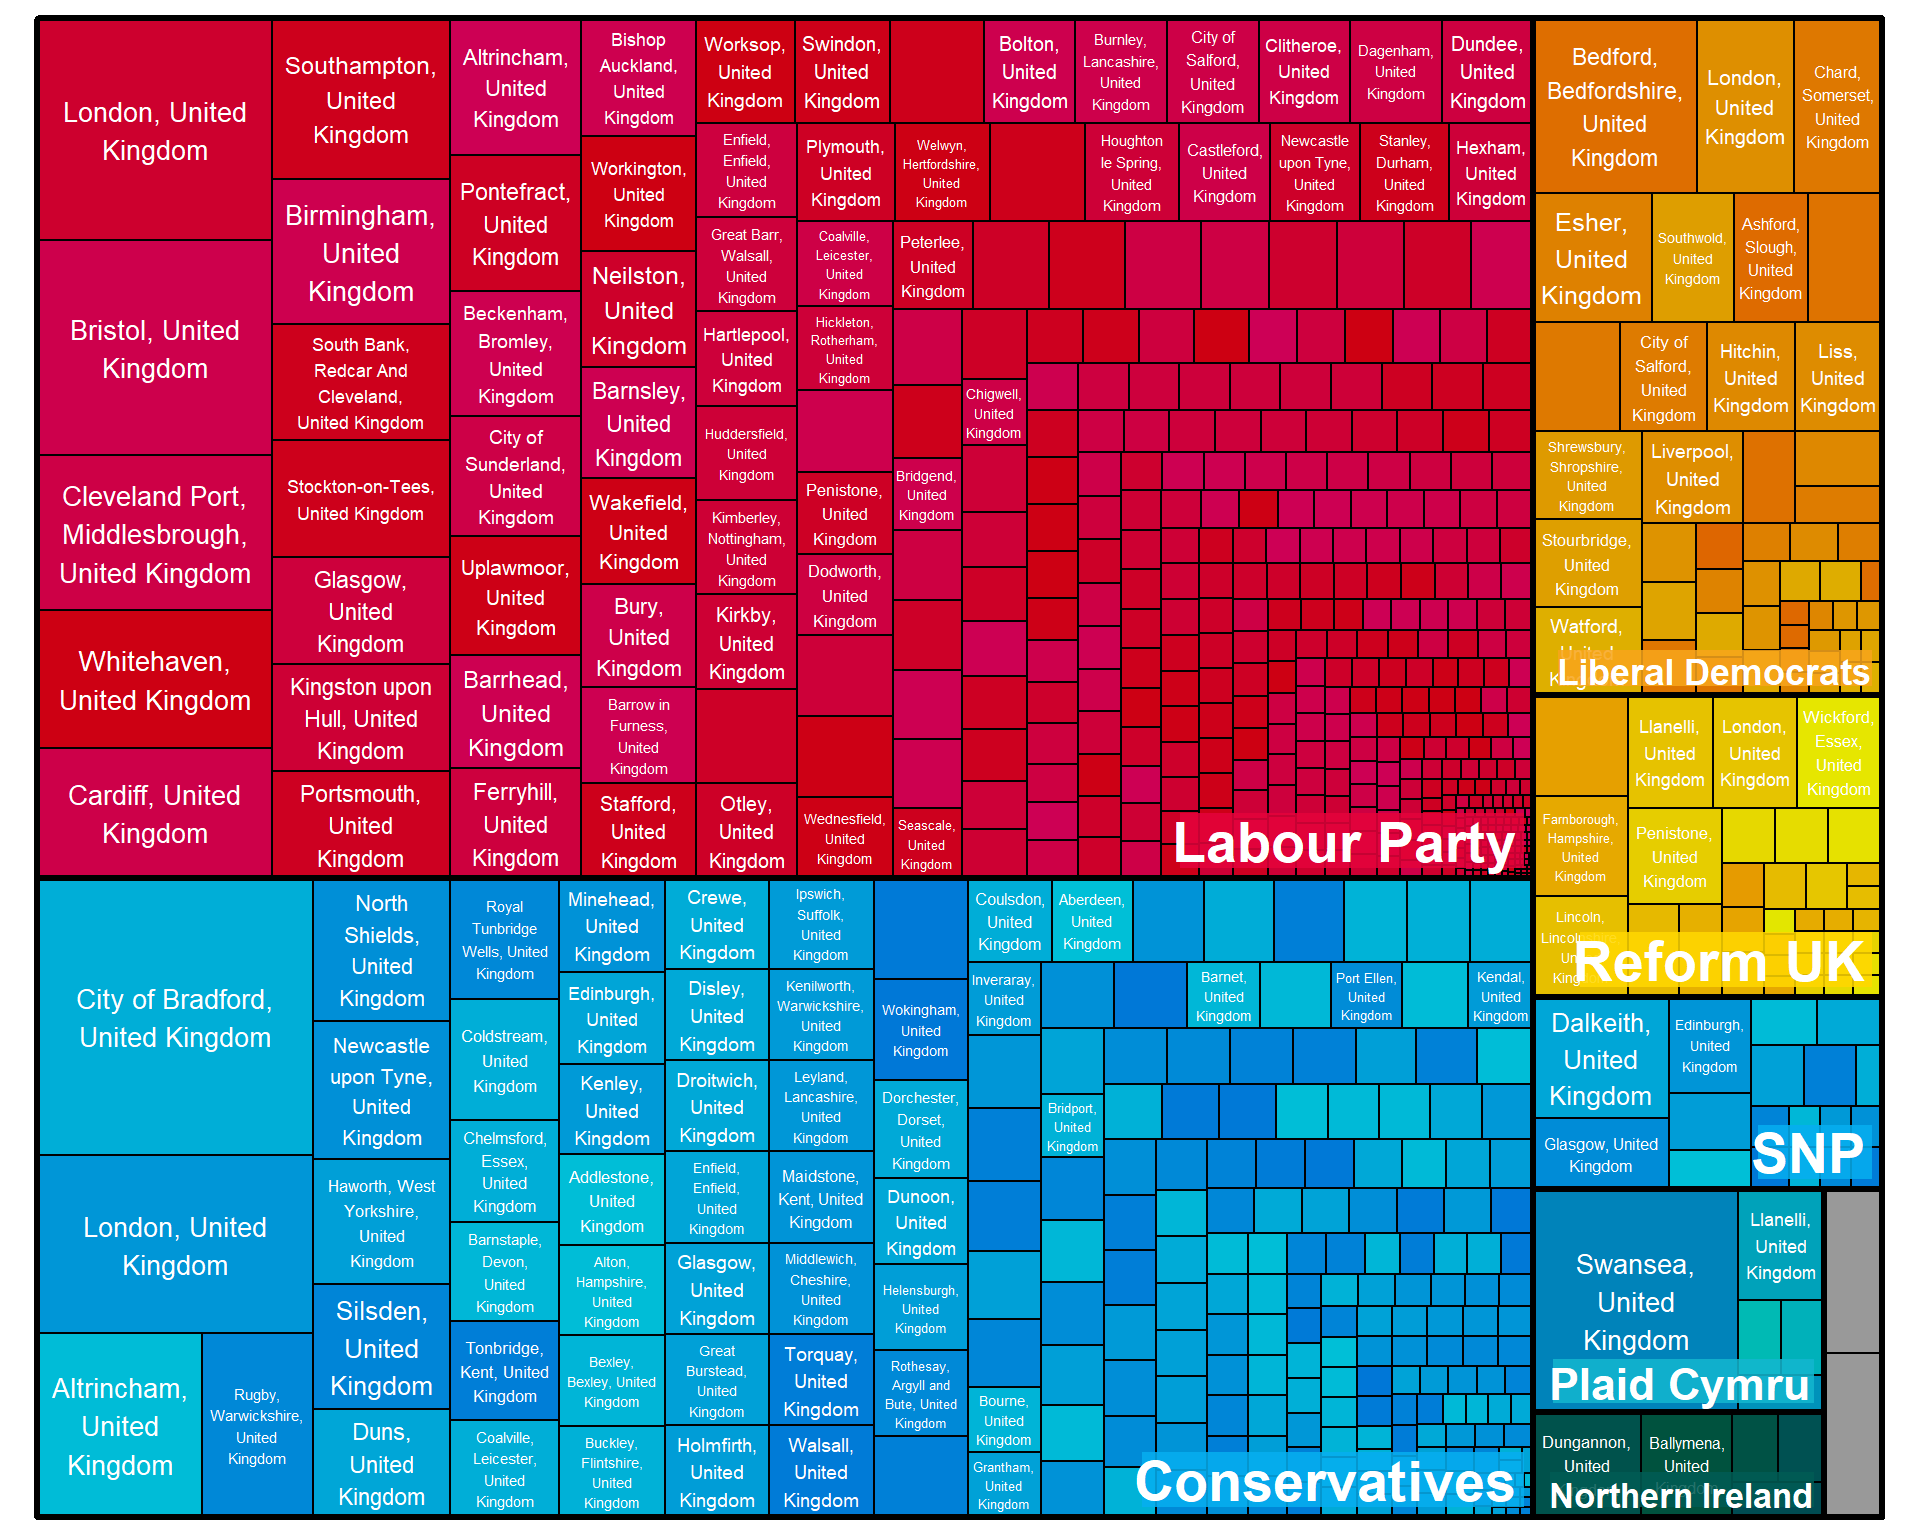 London, United
Kingdom
Bristol, United
Kingdom
Cleveland Port,
Middlesbrough,
United Kingdom
Whitehaven,
United Kingdom
Cardiff, United
Kingdom
Southampton,
United
Kingdom
Birmingham,
United
Kingdom
South Bank,
Redcar And
Cleveland,
United Kingdom
Stockton-on-Tees,
United Kingdom
Glasgow,
United
Kingdom
Kingston upon
Hull, United
Kingdom
Portsmouth,
United
Kingdom
Altrincham,
United
Kingdom
Pontefract,
United
Kingdom
Beckenham,
Bromley,
United
Kingdom
City of
Sunderland,
United
Kingdom
Uplawmoor,
United
Kingdom
Barrhead,
United
Kingdom
Ferryhill,
United
Kingdom
Bishop
Auckland,
United
Kingdom
Workington,
United
Kingdom
Neilston,
United
Kingdom
Barnsley,
United
Kingdom
Wakefield,
United
Kingdom
Bury,
United
Kingdom
Barrow in
Furness,
United
Kingdom
Stafford,
United
Kingdom
Worksop,
United
Kingdom
Enfield,
Enfield,
United
Kingdom
Great Barr,
Walsall,
United
Kingdom
Hartlepool,
United
Kingdom
Huddersfield,
United
Kingdom
Kimberley,
Nottingham,
United
Kingdom
Kirkby,
United
Kingdom
Otley,
United
Kingdom
Swindon,
United
Kingdom
Plymouth,
United
Kingdom
Coalville,
Leicester,
United
Kingdom
Hickleton,
Rotherham,
United
Kingdom
Penistone,
United
Kingdom
Dodworth,
United
Kingdom
Wednesfield,
United
Kingdom
Welwyn,
Hertfordshire,
United
Kingdom
Peterlee,
United
Kingdom
Bridgend,
United
Kingdom
Seascale,
United
Kingdom
Bolton,
United
Kingdom
Chigwell,
United
Kingdom
Burnley,
Lancashire,
United
Kingdom
City of
Salford,
United
Kingdom
Clitheroe,
United
Kingdom
Dagenham,
United
Kingdom
Dundee,
United
Kingdom
Houghton
le Spring,
United
Kingdom
Castleford,
United
Kingdom
Newcastle
upon Tyne,
United
Kingdom
Stanley,
Durham,
United
Kingdom
Hexham,
United
Kingdom
Labour Party
City of Bradford,
United Kingdom
London, United
Kingdom
Altrincham,
United
Kingdom
Rugby,
Warwickshire,
United
Kingdom
North
Shields,
United
Kingdom
Newcastle
upon Tyne,
United
Kingdom
Haworth, West
Yorkshire,
United
Kingdom
Silsden,
United
Kingdom
Duns,
United
Kingdom
Royal
Tunbridge
Wells, United
Kingdom
Coldstream,
United
Kingdom
Chelmsford,
Essex,
United
Kingdom
Barnstaple,
Devon,
United
Kingdom
Tonbridge,
Kent, United
Kingdom
Coalville,
Leicester,
United
Kingdom
Minehead,
United
Kingdom
Edinburgh,
United
Kingdom
Kenley,
United
Kingdom
Addlestone,
United
Kingdom
Alton,
Hampshire,
United
Kingdom
Bexley,
Bexley, United
Kingdom
Buckley,
Flintshire,
United
Kingdom
Crewe,
United
Kingdom
Disley,
United
Kingdom
Droitwich,
United
Kingdom
Enfield,
Enfield,
United
Kingdom
Glasgow,
United
Kingdom
Great
Burstead,
United
Kingdom
Holmfirth,
United
Kingdom
Ipswich,
Suffolk,
United
Kingdom
Kenilworth,
Warwickshire,
United
Kingdom
Leyland,
Lancashire,
United
Kingdom
Maidstone,
Kent, United
Kingdom
Middlewich,
Cheshire,
United
Kingdom
Torquay,
United
Kingdom
Walsall,
United
Kingdom
Wokingham,
United
Kingdom
Dorchester,
Dorset,
United
Kingdom
Dunoon,
United
Kingdom
Helensburgh,
United
Kingdom
Rothesay,
Argyll and
Bute, United
Kingdom
Coulsdon,
United
Kingdom
Aberdeen,
United
Kingdom
Inveraray,
United
Kingdom
Bourne,
United
Kingdom
Grantham,
United
Kingdom
Bridport,
United
Kingdom
Barnet,
United
Kingdom
Port Ellen,
United
Kingdom
Kendal,
United
Kingdom
Conservatives
Bedford,
Bedfordshire,
United
Kingdom
London,
United
Kingdom
Chard,
Somerset,
United
Kingdom
Esher,
United
Kingdom
Southwold,
United
Kingdom
Ashford,
Slough,
United
Kingdom
City of
Salford,
United
Kingdom
Hitchin,
United
Kingdom
Liss,
United
Kingdom
Shrewsbury,
Shropshire,
United
Kingdom
Liverpool,
United
Kingdom
Stourbridge,
United
Kingdom
Watford,
United
Liberal Democrats
Llanelli,
United
Kingdom
London,
United
Kingdom
Wickford,
Essex,
United
Kingdom
Farnborough,
Hampshire,
United
Kingdom
Penistone,
United
Kingdom
Lincoln,
Reform UK
Dalkeith,
United
Kingdom
Edinburgh,
United
Kingdom
Glasgow, United
Kingdom
SNP
Swansea,
United
Kingdom
Llanelli,
United
Kingdom
Plaid Cymru
Dungannon,
United
Ballymena,
United
Northern Ireland